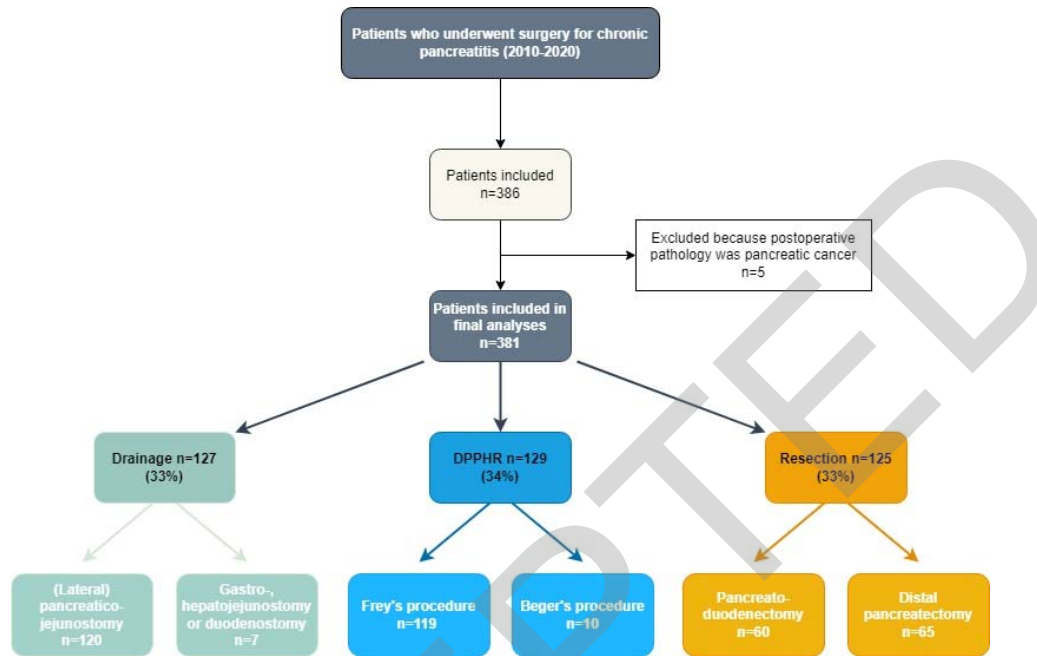 Patients who underwent surgery for chronic
pancreatitis (2010-2020)
Patients included
n=386
Excluded because postoperative
pathology was pancreatic cancer
n=5
Patients included in
final analyses
n=381
Drainage n=127
(33%)
DPPHR n=129
(34%)
Resection n=125
(33%)
(Lateral)
pancreatico-
jejunostomy
n=120
Gastro-,
hepatojejunostomy
or duodenostomy
n=7
Frey's procedure
n=119
Beger's procedure
n=10
Pancreato-
duodenectomy
n=60
Distal
pancreatectomy
n=65
PTED